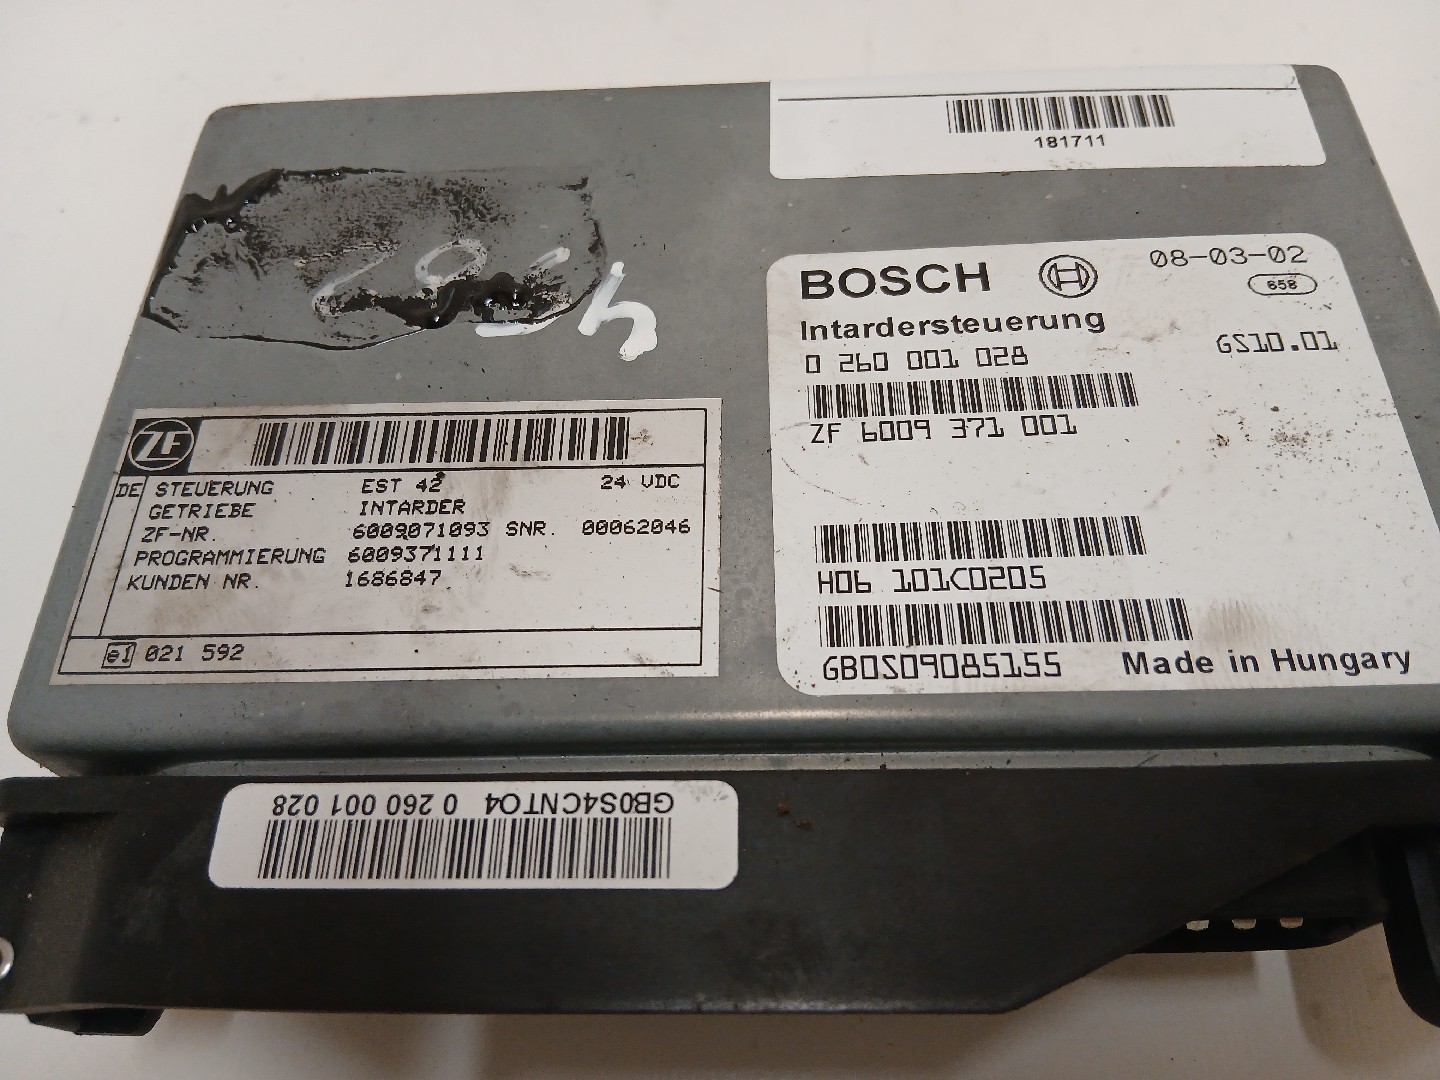 181711
BOSCH
08-03-02
658
Intardersteuerung
0 260 001 028
GS10.01
ZF 6009 371 001
H06 101C0205
GB0S09085155
Made in Hungary
ZF
DE STEUERUNG EST 42 24 VDC
GETRIEBE INTARDER
ZF-NR. 6009071093 SNR. 00062046
PROGRAMMIERUNG 6009371111
KUNDEN NR. 1686847
e1 021 592
GB0S4CNT04 0 260 001 028